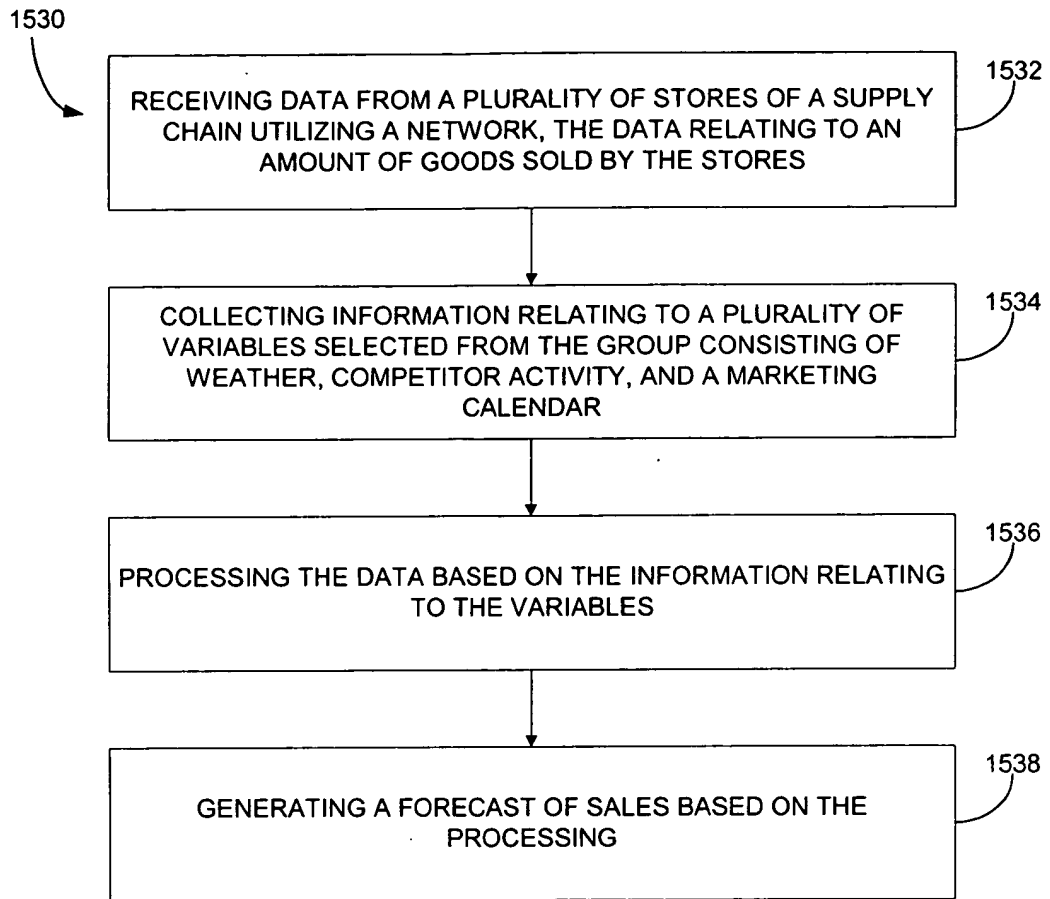 1530
1532
RECEIVING DATA FROM A PLURALITY OF STORES OF A SUPPLY
CHAIN UTILIZING A NETWORK, THE DATA RELATING TO AN
AMOUNT OF GOODS SOLD BY THE STORES
1534
COLLECTING INFORMATION RELATING TO A PLURALITY OF
VARIABLES SELECTED FROM THE GROUP CONSISTING OF
WEATHER, COMPETITOR ACTIVITY, AND A MARKETING
CALENDAR
1536
PROCESSING THE DATA BASED ON THE INFORMATION RELATING
TO THE VARIABLES
1538
GENERATING A FORECAST OF SALES BASED ON THE
PROCESSING